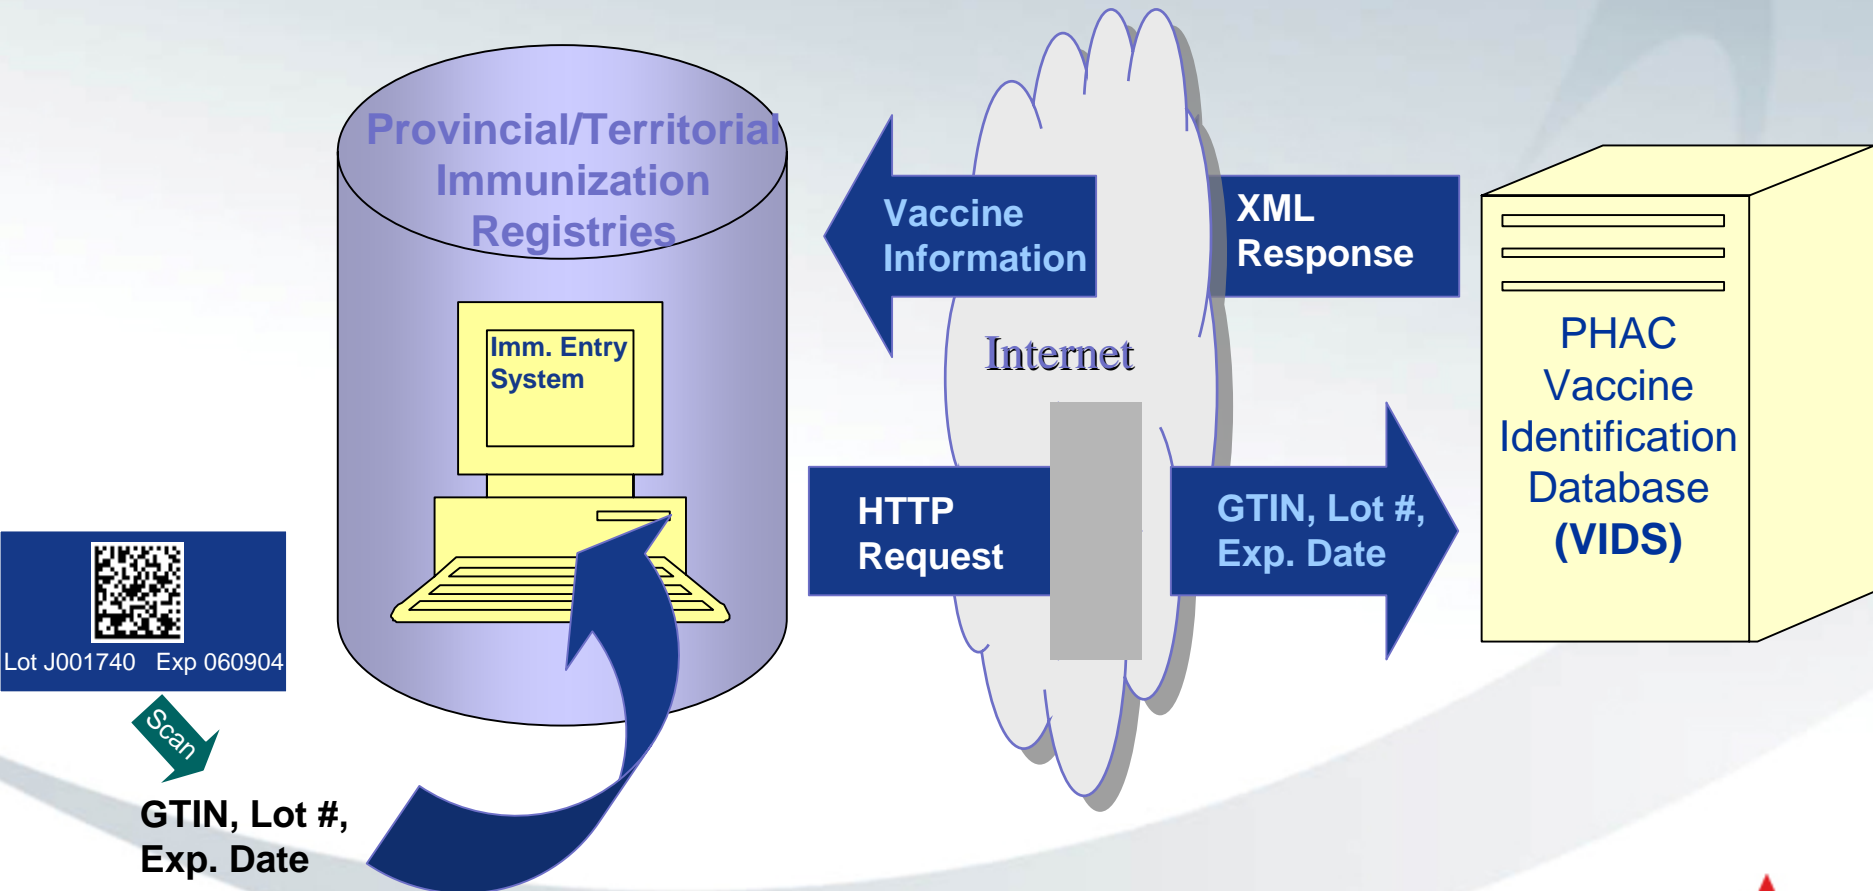 Provincial/Territorial
Immunization
Registries
Imm. Entry
System
Vaccine
Information
XML
Response
Internet
HTTP
Request
GTIN, Lot #,
Exp. Date
PHAC
Vaccine
Identification
Database
(VIDS)
Lot J001740 Exp 060904
Scan
GTIN, Lot #,
Exp. Date